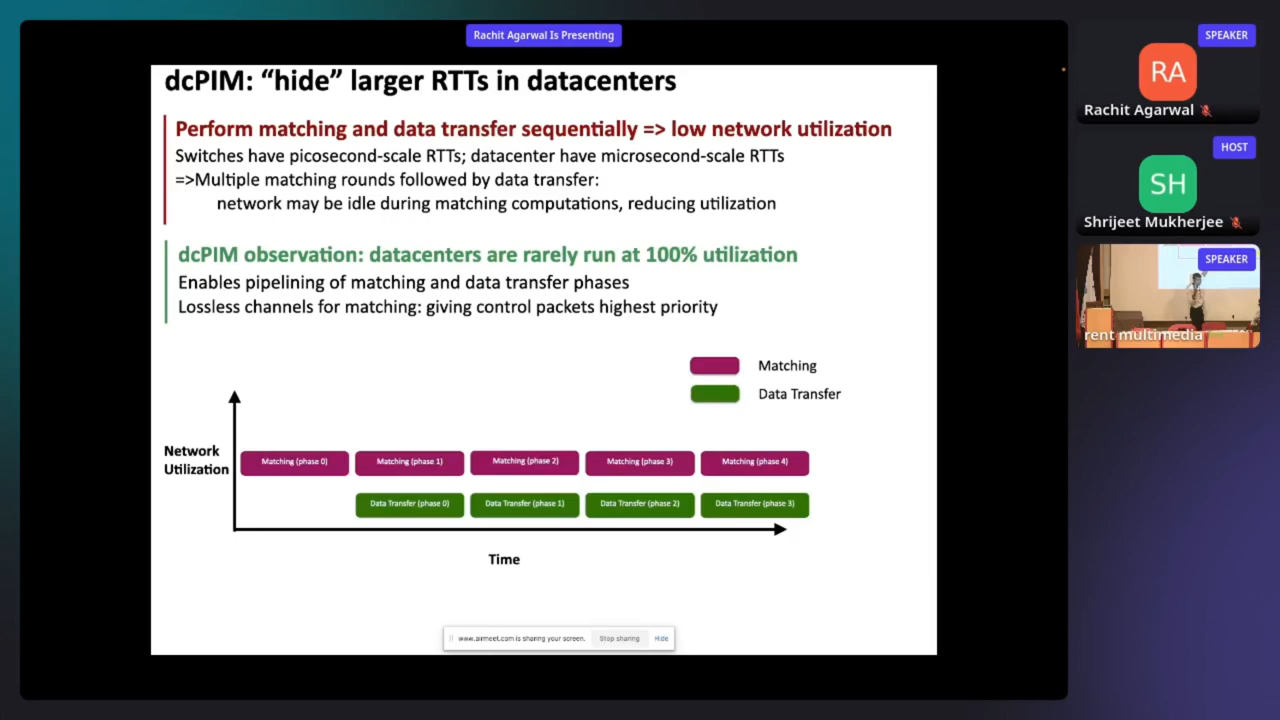 Rachit Agarwal Is Presenting
dcPIM: “hide” larger RTTs in datacenters
Perform matching and data transfer sequentially => low network utilization
Switches have picosecond-scale RTTs; datacenter have microsecond-scale RTTs
=>Multiple matching rounds followed by data transfer:
network may be idle during matching computations, reducing utilization
dcPIM observation: datacenters are rarely run at 100% utilization
Enables pipelining of matching and data transfer phases
Lossless channels for matching: giving control packets highest priority
Matching
Data Transfer
Network
Utilization
Matching (phase 0)
Matching (phase 1)
Matching (phase 2)
Matching (phase 3)
Matching (phase 4)
Data Transfer (phase 0)
Data Transfer (phase 1)
Data Transfer (phase 2)
Data Transfer (phase 3)
Time
www.airmeet.com is sharing your screen.
Stop sharing
Hide
SPEAKER
RA
Rachit Agarwal
HOST
SH
Shrijeet Mukherjee
SPEAKER
rent multimedia